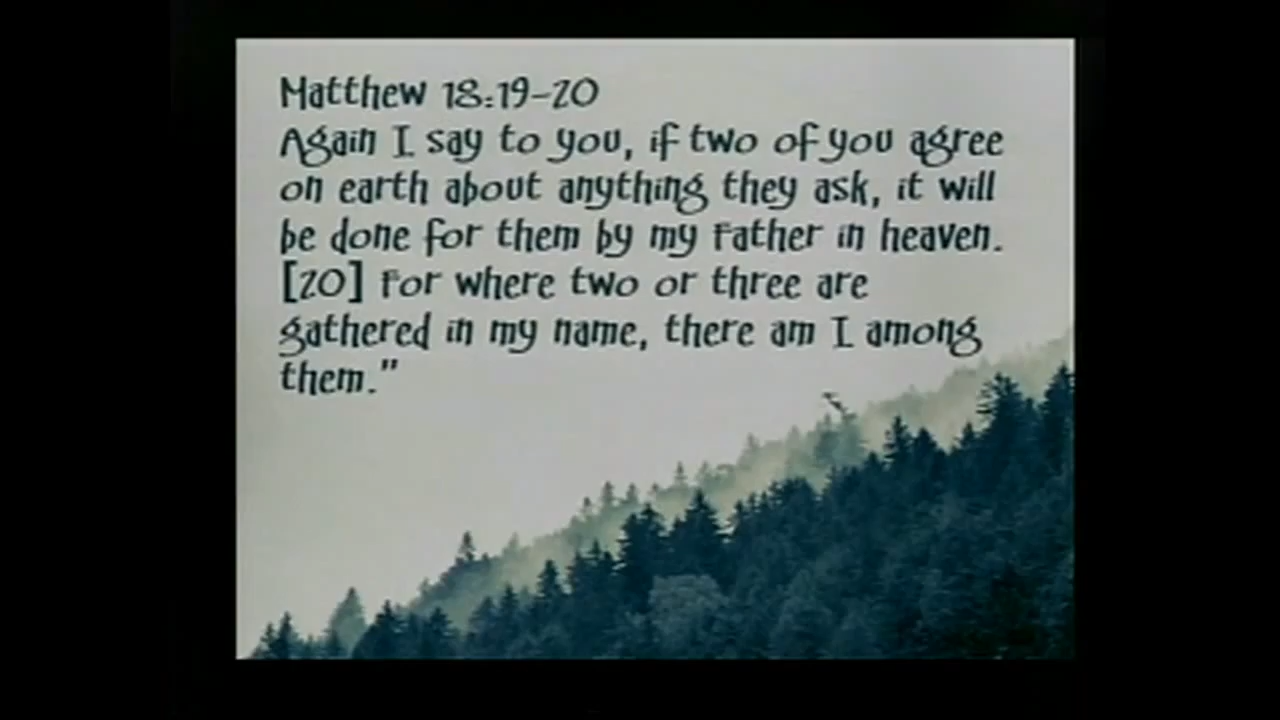 Matthew 18:19-20
Again I say to you, if two of you agree
on earth about anything they ask, it will
be done for them by my Father in heaven.
[20] For where two or three are
gathered in my name, there am I among
them."